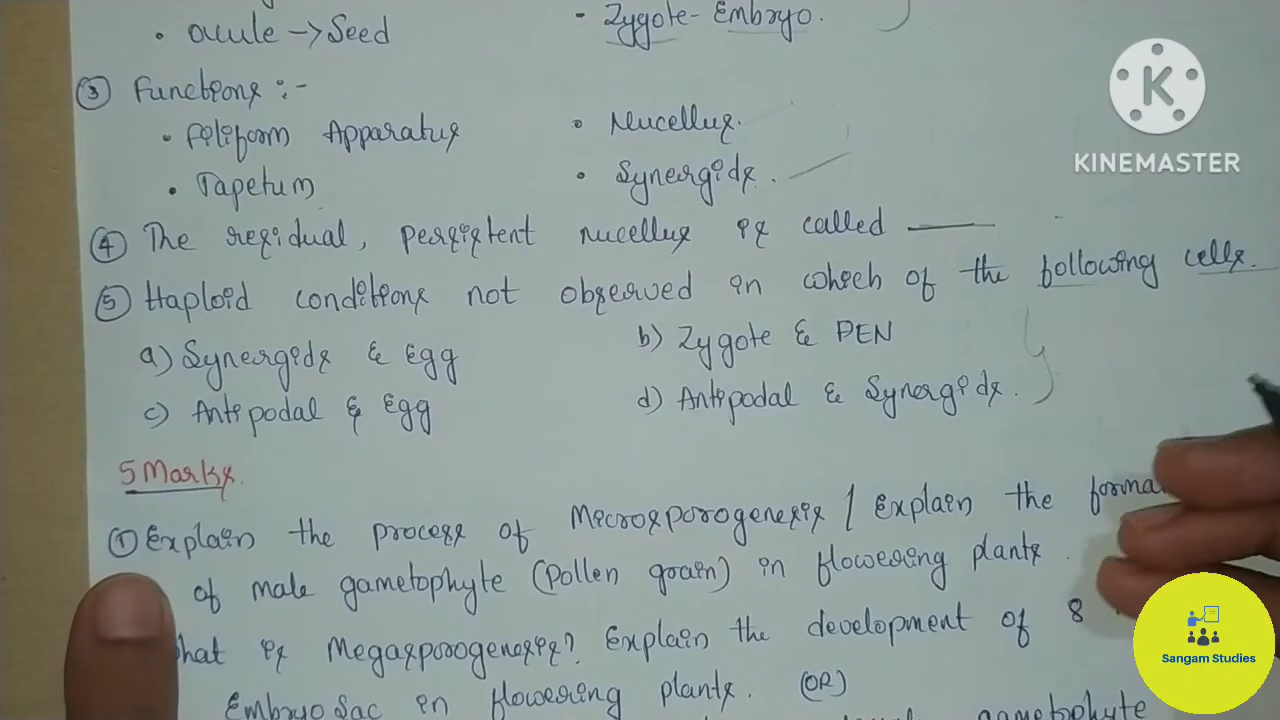 • Ovule → Seed
- Zygote - Embryo.
③ Functions :-
• Filiform Apparatus
• Nucellus.
• Tapetum
• Synergids.
④ The residual, persistent nucellus is called ———
⑤ Haploid conditions not observed in which of the following cells.
a) Synergids & Egg
b) Zygote & PEN
c) Antipodal & Egg
d) Antipodal & Synergids.
5 Marks.
① Explain the process of Microsporogenesis / Explain the
of male gametophyte (pollen grain) in flowering plants.
is Megasporogenesis? Explain the development of 8
Embryo Sac in flowering plants. (OR)
gametophyte
KINEMASTER
Sangam Studies